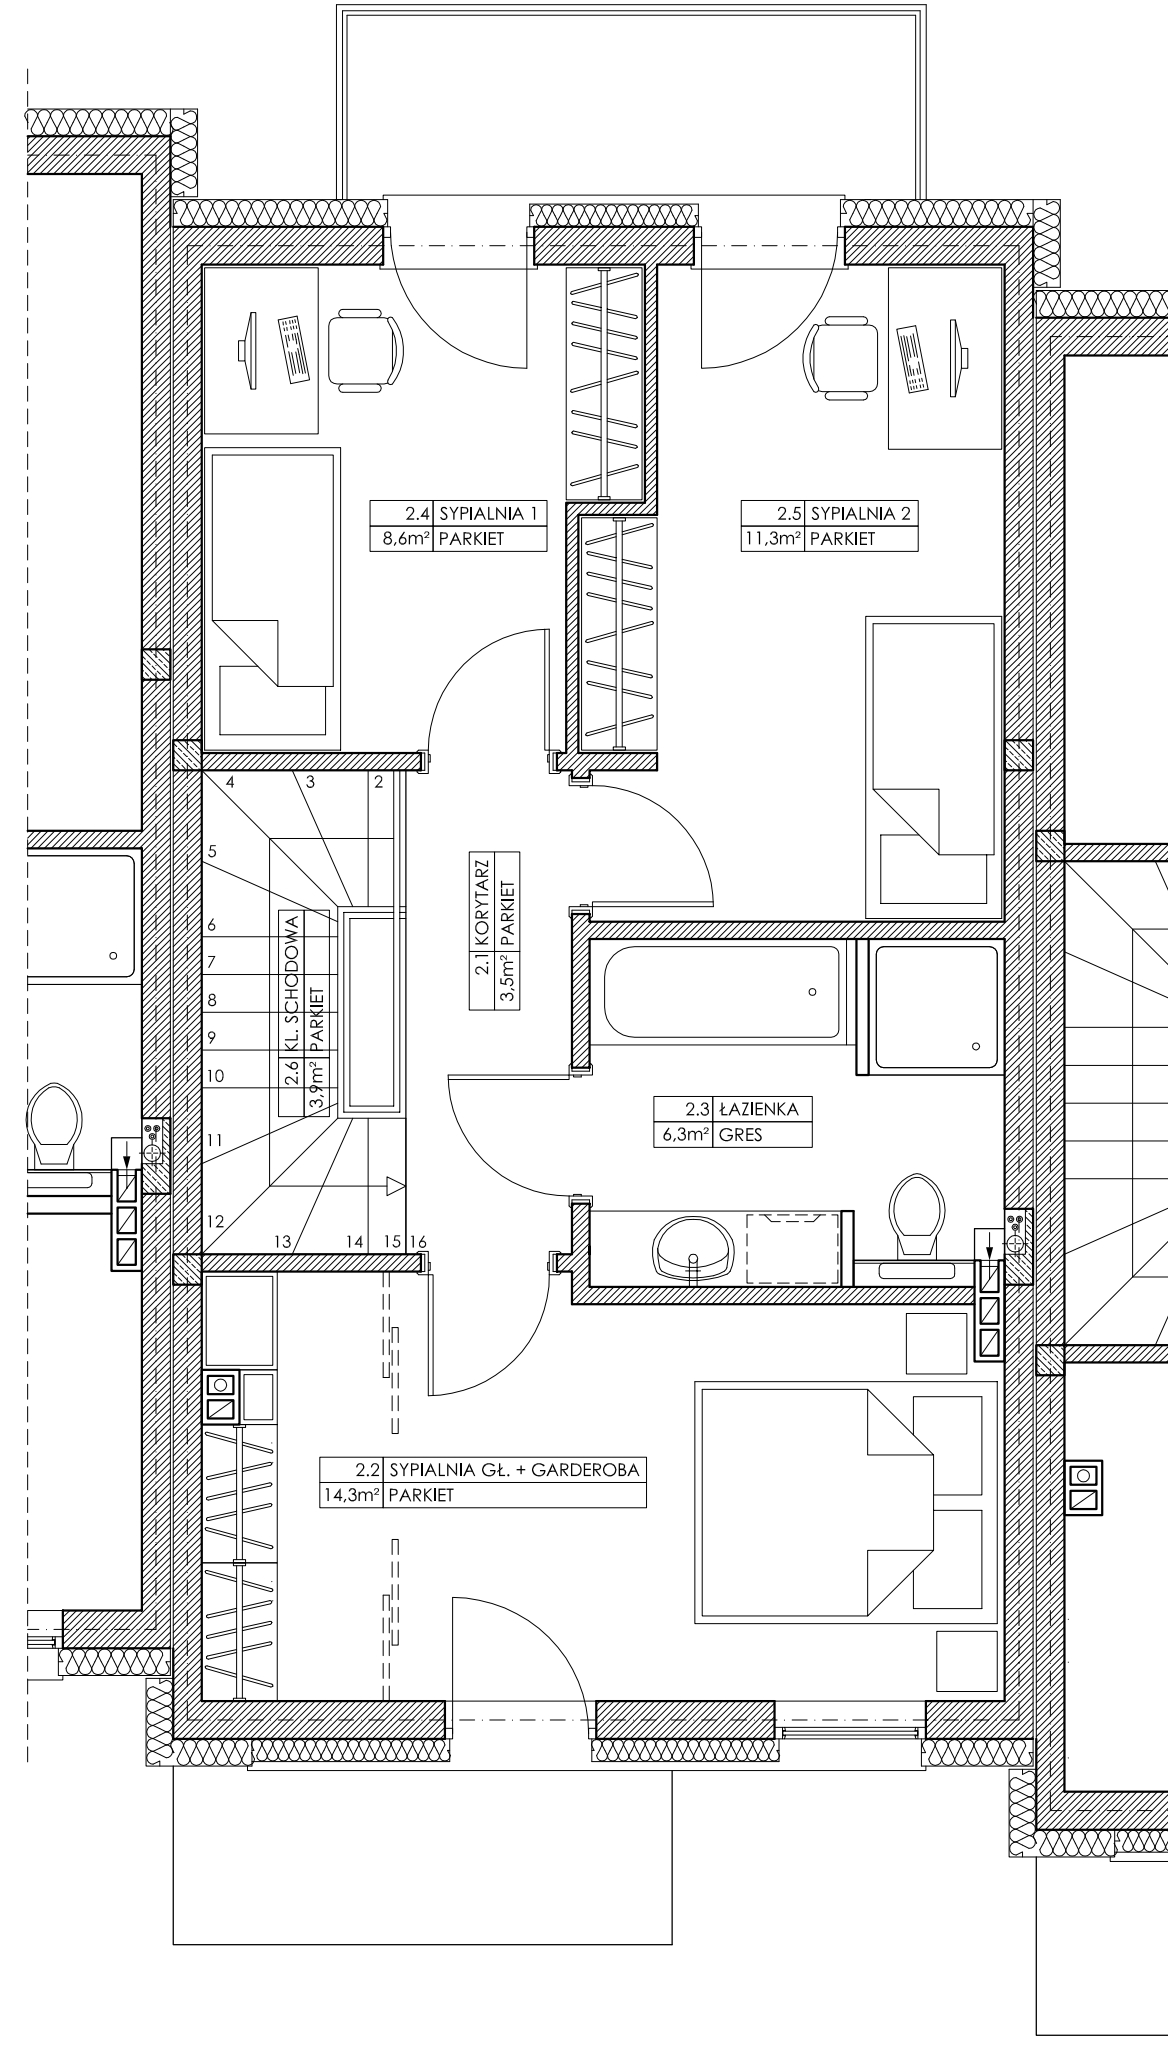 2.4 SYPIALNIA 1
8,6m² PARKIET
2.5 SYPIALNIA 2
11,3m² PARKIET
4 3 2
5
6
7
8
9
10
11
12
13 14 15 16
2.6 KL. SCHODOWA
3,9m² PARKIET
2.1 KORYTARZ
3,5m² PARKIET
2.3 ŁAZIENKA
6,3m² GRES
2.2 SYPIALNIA GŁ. + GARDEROBA
14,3m² PARKIET